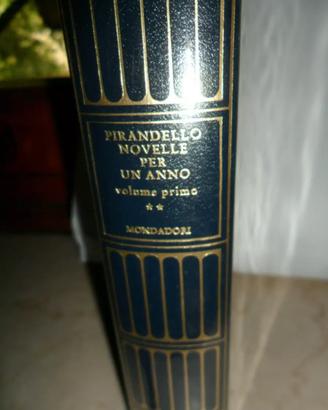 PIRANDELLO
NOVELLE
PER
UN ANNO
volume primo
**
MONDADORI